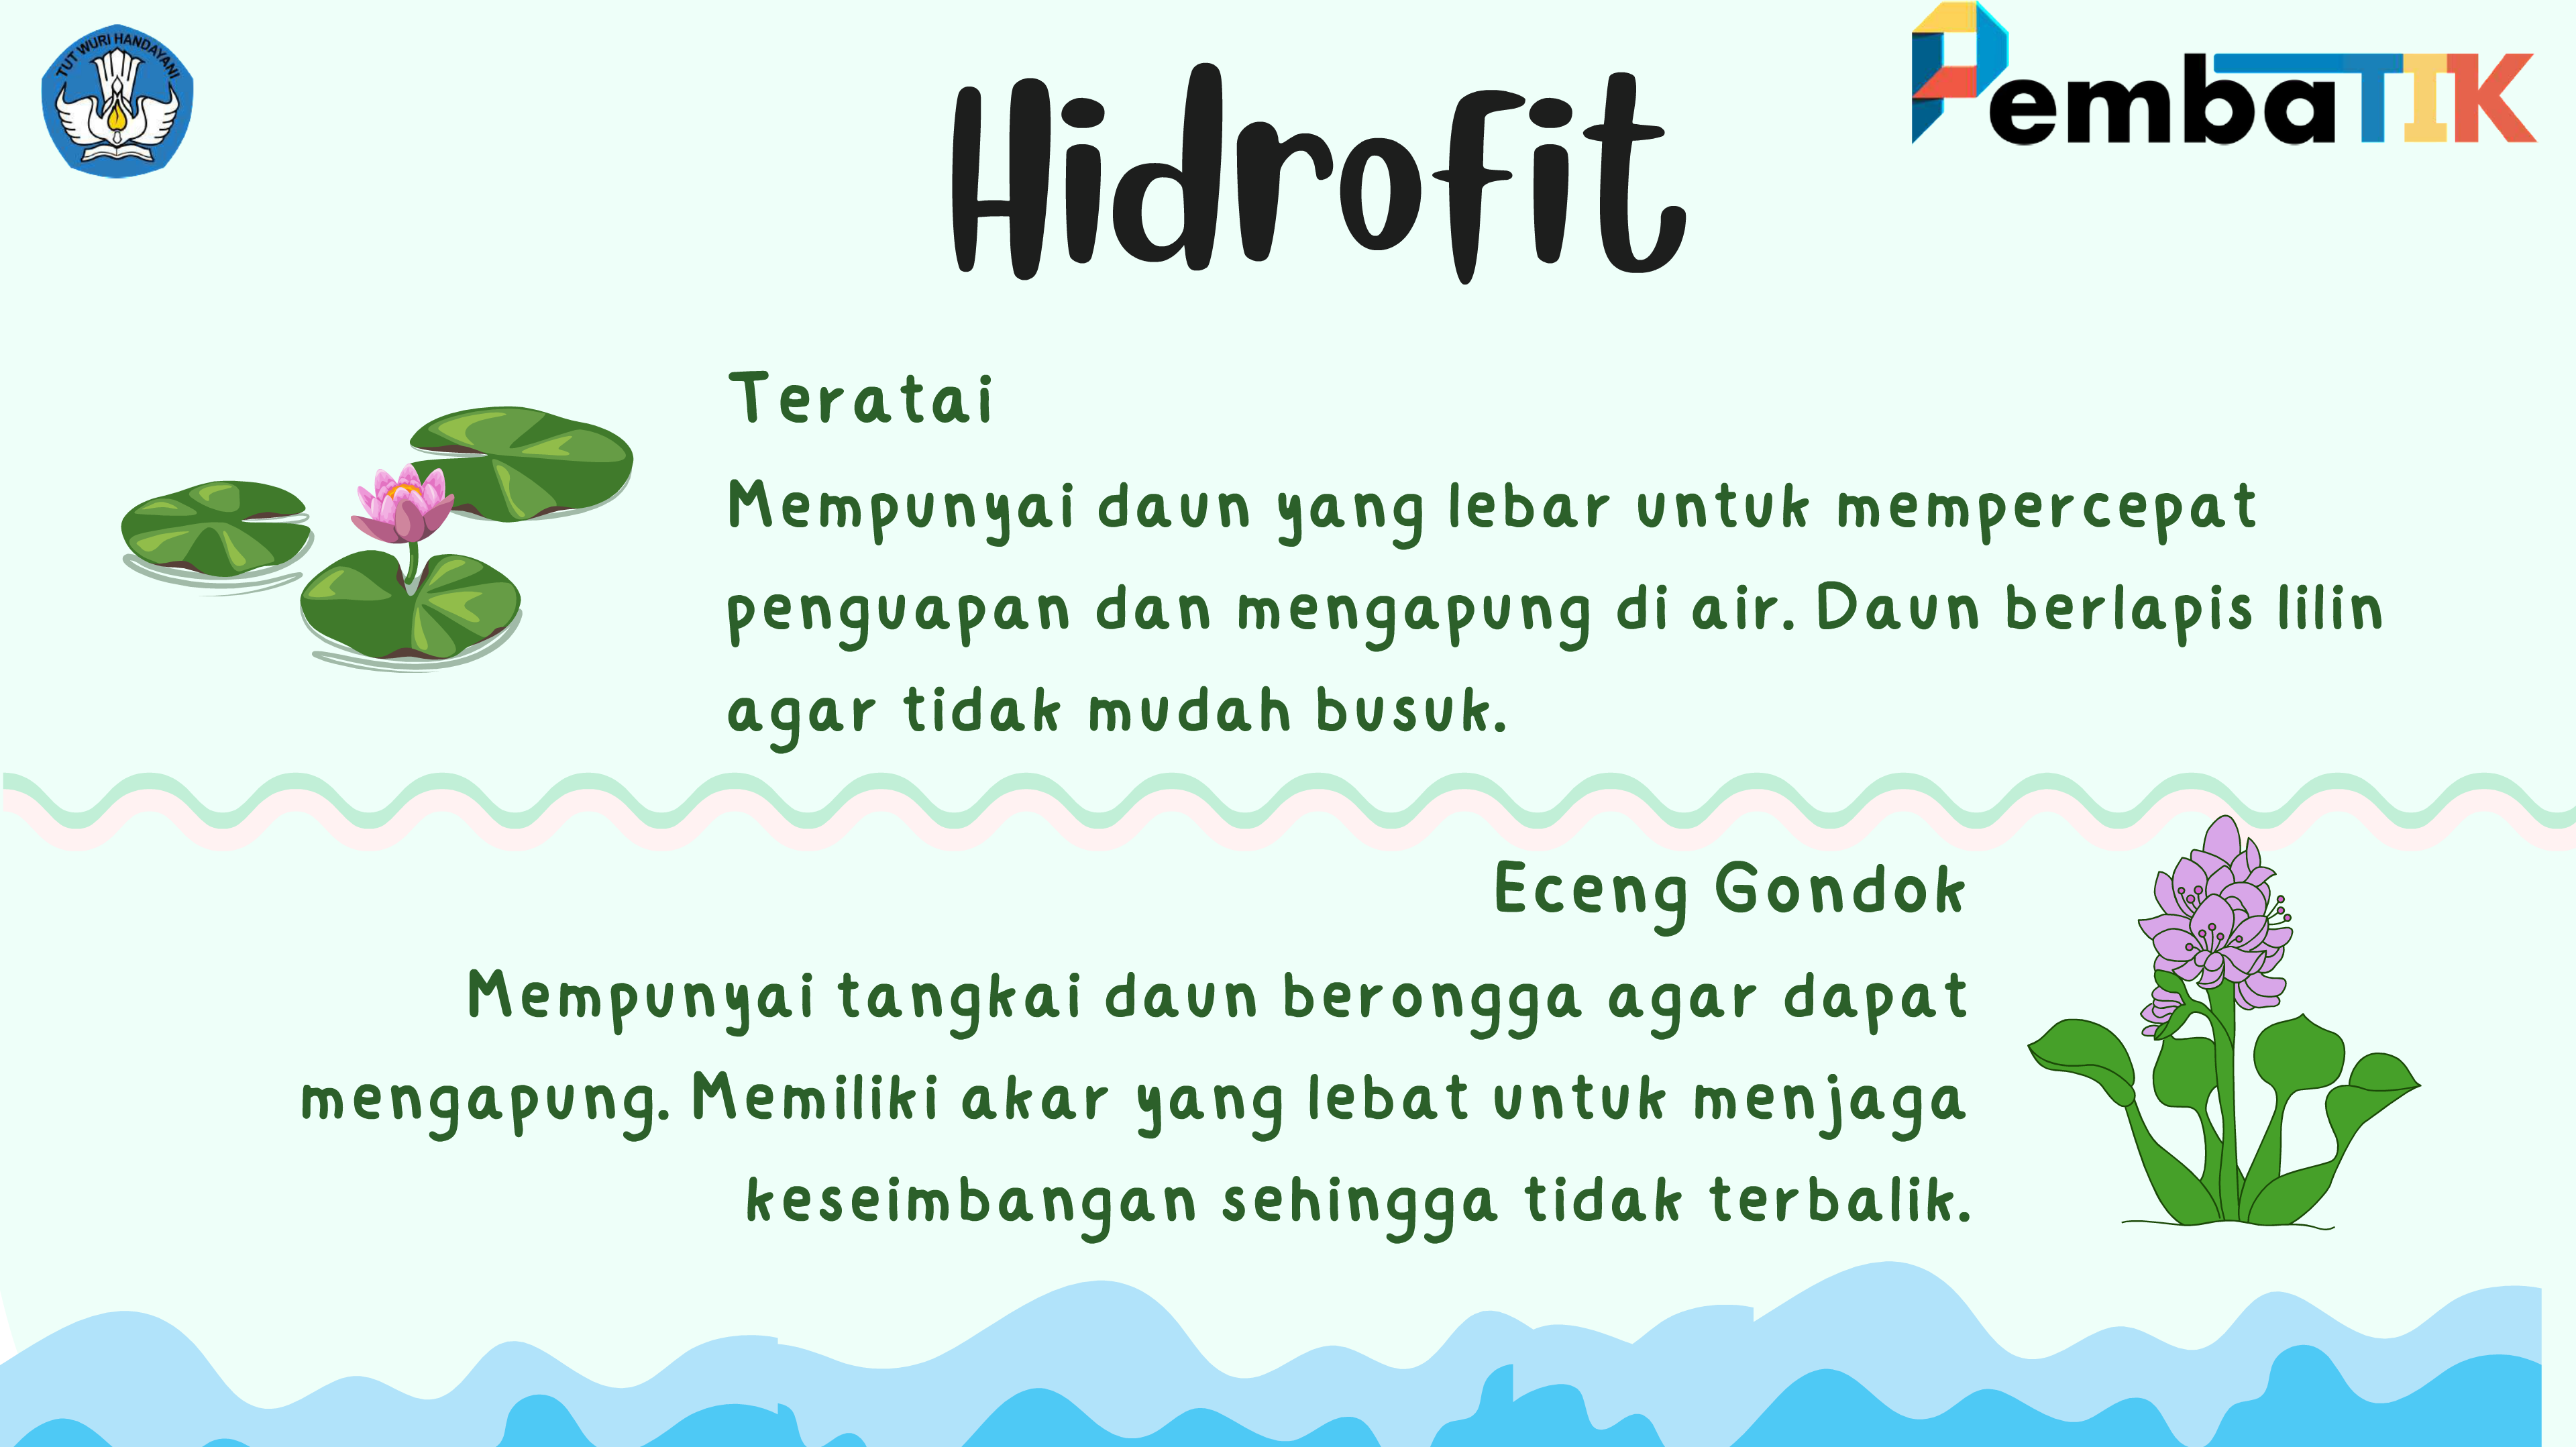 TUT WURI HANDAYANI
PembaTIK
Hidrofit
Teratai
Mempunyai daun yang lebar untuk mempercepat
penguapan dan mengapung di air. Daun berlapis lilin
agar tidak mudah busuk.
Eceng Gondok
Mempunyai tangkai daun berongga agar dapat
mengapung. Memiliki akar yang lebat untuk menjaga
keseimbangan sehingga tidak terbalik.